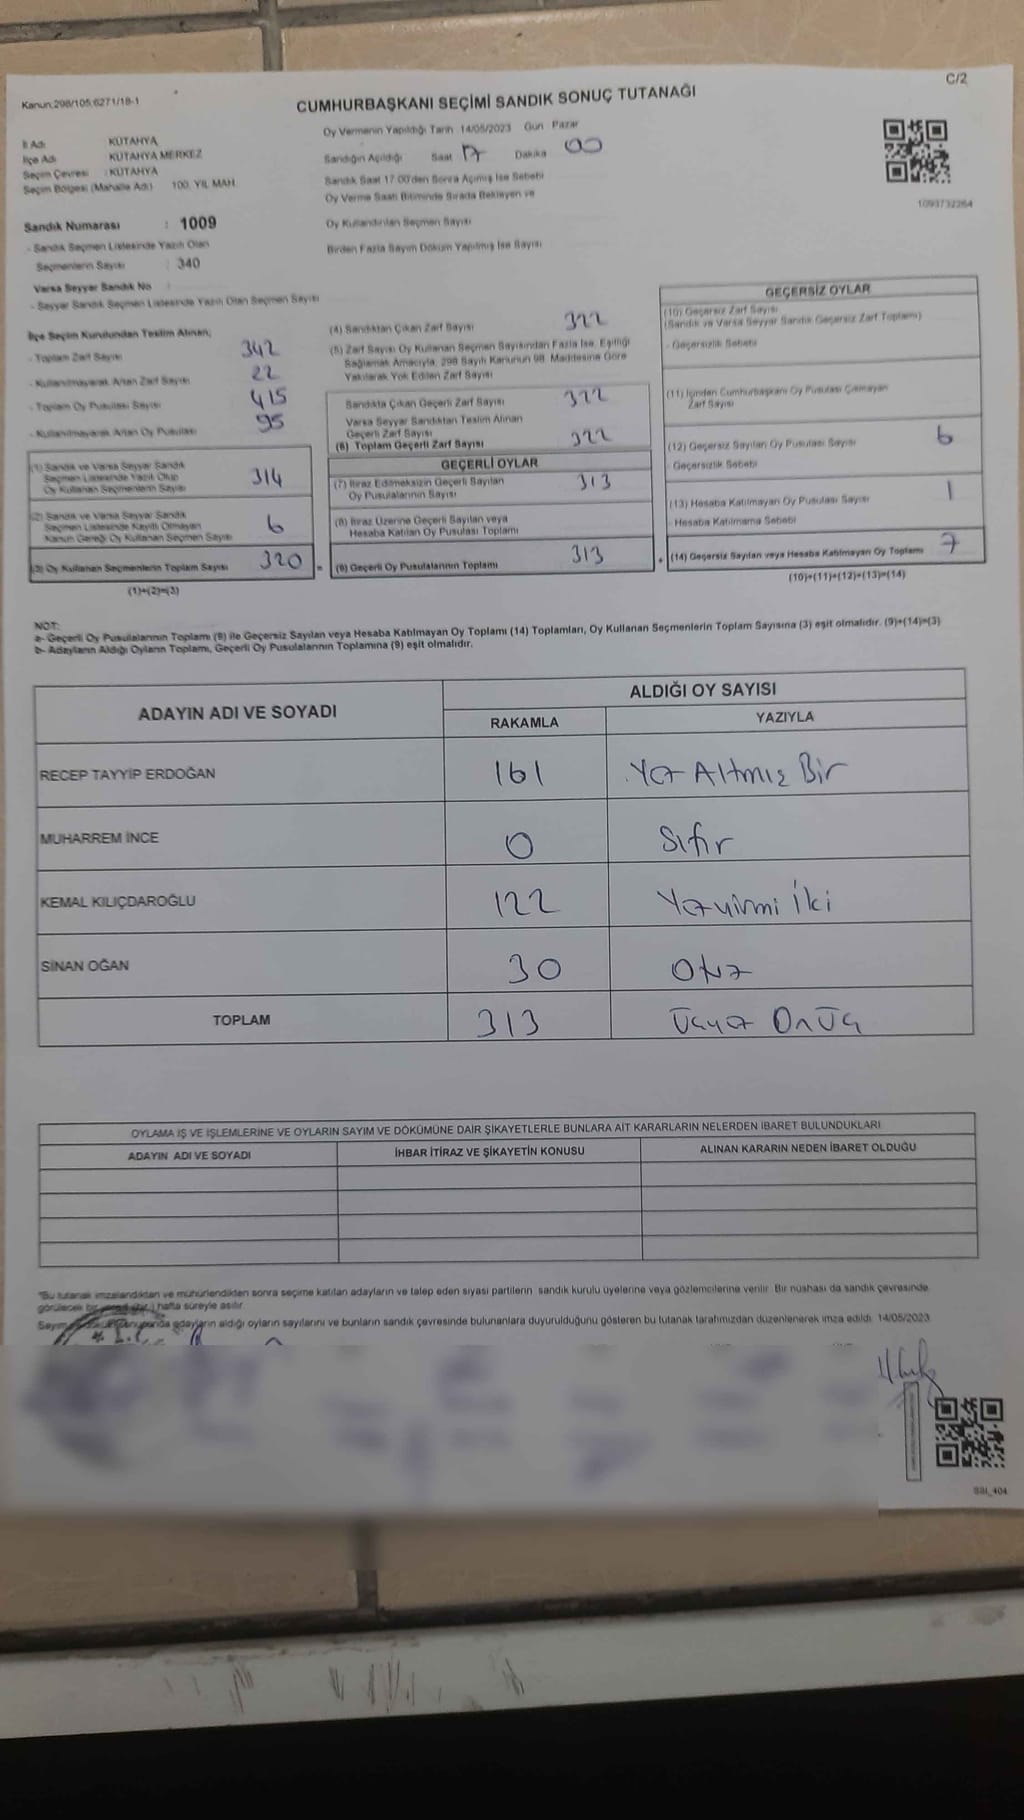 C/2
Kanun:298/105;6271/18-1
CUMHURBAŞKANI SEÇİMİ SANDIK SONUÇ TUTANAĞI
İl Adı KÜTAHYA
İlçe Adı KÜTAHYA MERKEZ
Seçim Çevresi : KÜTAHYA
Seçim Bölgesi (Mahalle Adı) 100. YIL MAH.
Sandık Numarası : 1009
- Sandık Seçmen Listesinde Yazılı Olan
Seçmenlerin Sayısı : 340
Varsa Seyyar Sandık No
- Seyyar Sandık Seçmen Listesinde Yazılı Olan Seçmen Sayısı
Oy Vermenin Yapıldığı Tarih 14/05/2023 Gün Pazar
Sandığın Açıldığı Saat 17 Dakika 00
Sandık Saat 17:00'den Sonra Açılmış İse Sebebi
Oy Verme Saati Bitiminde Sırada Bekleyen ve
Oy Kullandırılan Seçmen Sayısı
Birden Fazla Sayım Döküm Yapılmış İse Sayısı
1093732264
İlçe Seçim Kurulundan Teslim Alınan;
- Toplam Zarf Sayısı 342
- Kullanılmayarak Artan Zarf Sayısı 22
- Toplam Oy Pusulası Sayısı 415
- Kullanılmayarak Artan Oy Pusulası 95
(1) Sandık ve Varsa Seyyar Sandık
Seçmen Listesinde Yazılı Olup
Oy Kullanan Seçmenlerin Sayısı 314
(2) Sandık ve Varsa Seyyar Sandık
Seçmen Listesinde Kayıtlı Olmayan
Kanun Gereği Oy Kullanan Seçmen Sayısı 6
(3) Oy Kullanan Seçmenlerin Toplam Sayısı 320
(1)+(2)=(3)
(4) Sandıktan Çıkan Zarf Sayısı 322
(5) Zarf Sayısı Oy Kullanan Seçmen Sayısından Fazla İse, Eşitliği
Sağlamak Amacıyla, 298 Sayılı Kanunun 98. Maddesine Göre
Yakılarak Yok Edilen Zarf Sayısı
Sandıkta Çıkan Geçerli Zarf Sayısı 322
Varsa Seyyar Sandıktan Teslim Alınan
Geçerli Zarf Sayısı
(6) Toplam Geçerli Zarf Sayısı 322
GEÇERLİ OYLAR
(7) İtiraz Edilmeksizin Geçerli Sayılan
Oy Pusulalarının Sayısı 313
(8) İtiraz Üzerine Geçerli Sayılan veya
Hesaba Katılan Oy Pusulası Toplamı
= (9) Geçerli Oy Pusulalarının Toplamı 313
GEÇERSİZ OYLAR
(10) Geçersiz Zarf Sayısı
(Sandık ve Varsa Seyyar Sandık Geçersiz Zarf Toplamı)
- Geçersizlik Sebebi
(11) İçinden Cumhurbaşkanı Oy Pusulası Çıkmayan
Zarf Sayısı
(12) Geçersiz Sayılan Oy Pusulası Sayısı 6
- Geçersizlik Sebebi
(13) Hesaba Katılmayan Oy Pusulası Sayısı 1
- Hesaba Katılmama Sebebi
+ (14) Geçersiz Sayılan veya Hesaba Katılmayan Oy Toplamı 7
(10)+(11)+(12)+(13)=(14)
NOT:
a- Geçerli Oy Pusulalarının Toplamı (9) ile Geçersiz Sayılan veya Hesaba Katılmayan Oy Toplamı (14) Toplamları, Oy Kullanan Seçmenlerin Toplam Sayısına (3) eşit olmalıdır. (9)+(14)=(3)
b- Adayların Aldığı Oyların Toplamı, Geçerli Oy Pusulalarının Toplamına (9) eşit olmalıdır.
ADAYIN ADI VE SOYADI
ALDIĞI OY SAYISI
RAKAMLA YAZIYLA
RECEP TAYYİP ERDOĞAN 161 Yüz Altmış Bir
MUHARREM İNCE 0 Sıfır
KEMAL KILIÇDAROĞLU 122 Yüzyirmi İki
SİNAN OĞAN 30 Otuz
TOPLAM 313 Üçyüz OnÜç
OYLAMA İŞ VE İŞLEMLERİNE VE OYLARIN SAYIM VE DÖKÜMÜNE DAİR ŞİKAYETLERLE BUNLARA AİT KARARLARIN NELERDEN İBARET BULUNDUKLARI
ADAYIN ADI VE SOYADI İHBAR İTİRAZ VE ŞİKAYETİN KONUSU ALINAN KARARIN NEDEN İBARET OLDUĞU
*Bu tutanak imzalandıktan ve mühürlendikten sonra seçime katılan adayların ve talep eden siyasi partilerin sandık kurulu üyelerine veya gözlemcilerine verilir. Bir nüshası da sandık çevresinde
görülecek bir yere (bir) hafta süreyle asılır.
adayların aldığı oyların sayılarını ve bunların sandık çevresinde bulunanlara duyurulduğunu gösteren bu tutanak tarafımızdan düzenlenerek imza edildi. 14/05/2023
SSI_404